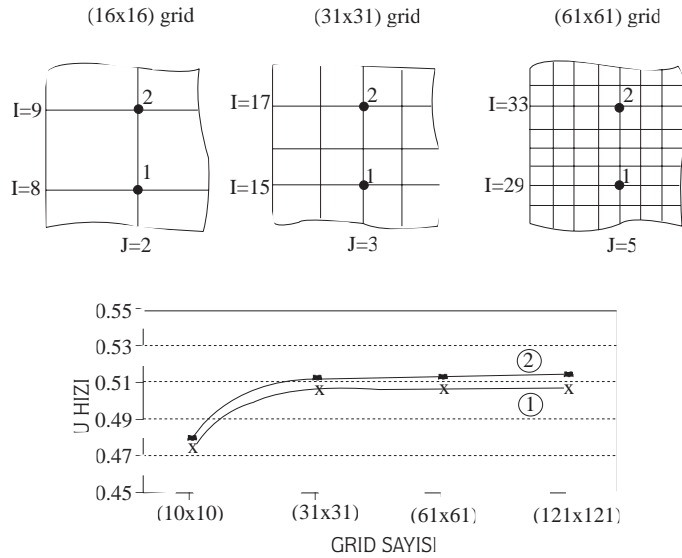 (16x16) grid
(31x31) grid
(61x61) grid
I=9
2
I=8
1
J=2
I=17
2
I=15
1
J=3
I=33
2
I=29
1
J=5
0.55
0.53
0.51
0.49
0.47
0.45
U HIZI
2
1
x x x x
(10x10) (31x31) (61x61) (121x121)
GRID SAYISI